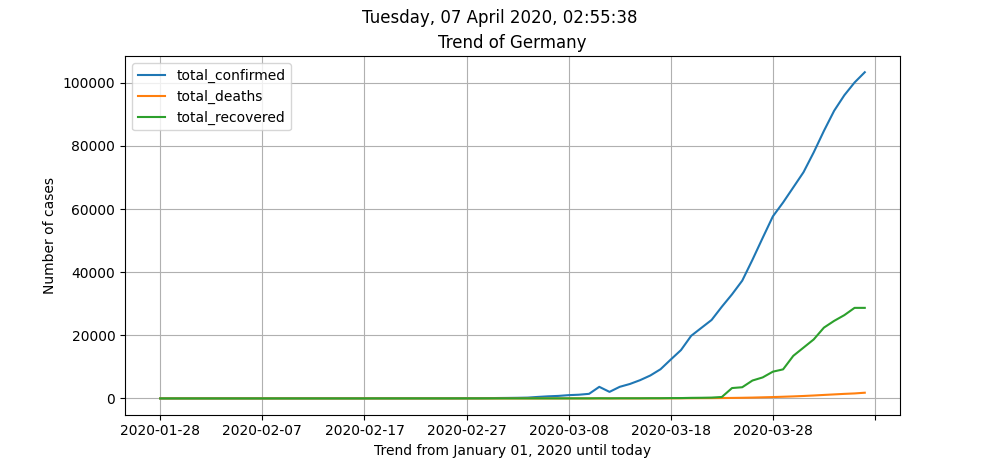 Tuesday, 07 April 2020, 02:55:38
Trend of Germany
total_confirmed
total_deaths
total_recovered
100000
80000
60000
40000
20000
0
Number of cases
2020-01-28 2020-02-07 2020-02-17 2020-02-27 2020-03-08 2020-03-18 2020-03-28
Trend from January 01, 2020 until today